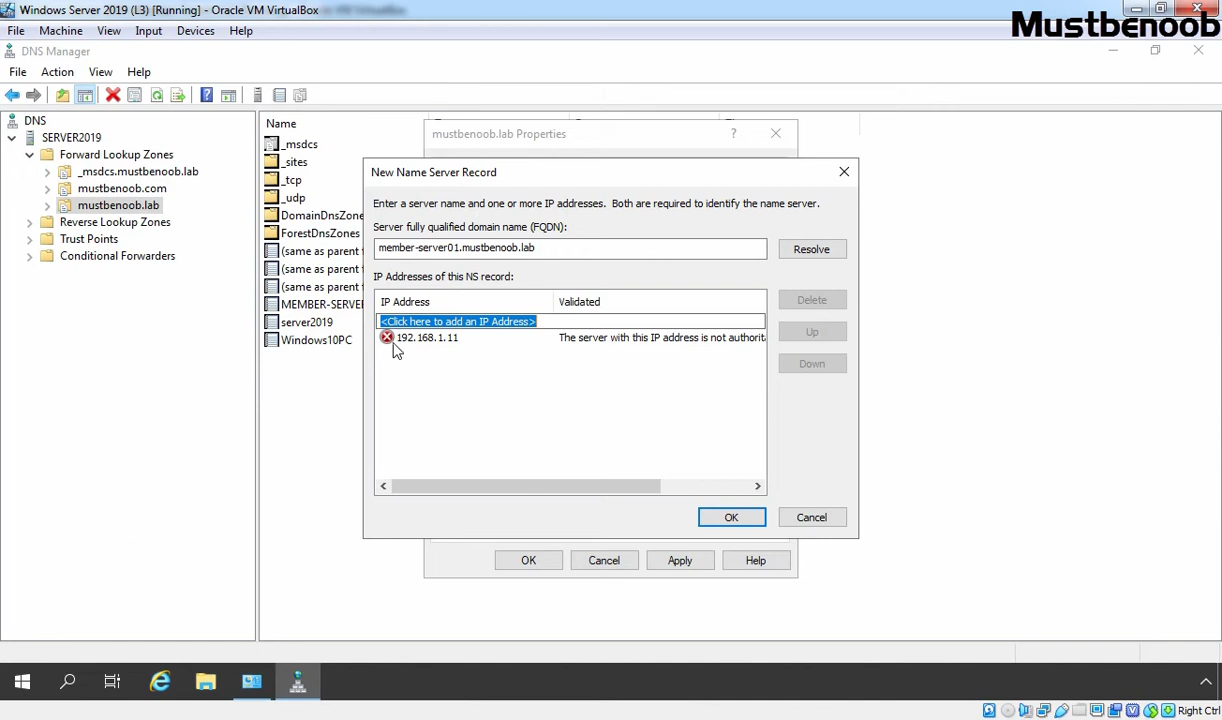 Windows Server 2019 (L3) [Running] - Oracle VM VirtualBox
Mustbenoob
File Machine View Input Devices Help
DNS Manager
File Action View Help
DNS
SERVER2019
Forward Lookup Zones
_msdcs.mustbenoob.lab
mustbenoob.com
mustbenoob.lab
Reverse Lookup Zones
Trust Points
Conditional Forwarders
Name
_msdcs
_sites
_tcp
_udp
DomainDnsZone
ForestDnsZones
(same as parent f
(same as parent f
(same as parent f
MEMBER-SERVER
server2019
Windows10PC
mustbenoob.lab Properties ?
New Name Server Record
Enter a server name and one or more IP addresses. Both are required to identify the name server.
Server fully qualified domain name (FQDN):
member-server01.mustbenoob.lab
Resolve
IP Addresses of this NS record:
IP Address Validated
<Click here to add an IP Address>
192.168.1.11 The server with this IP address is not authorita
Delete
Up
Down
OK Cancel
OK Cancel Apply Help
Right Ctrl